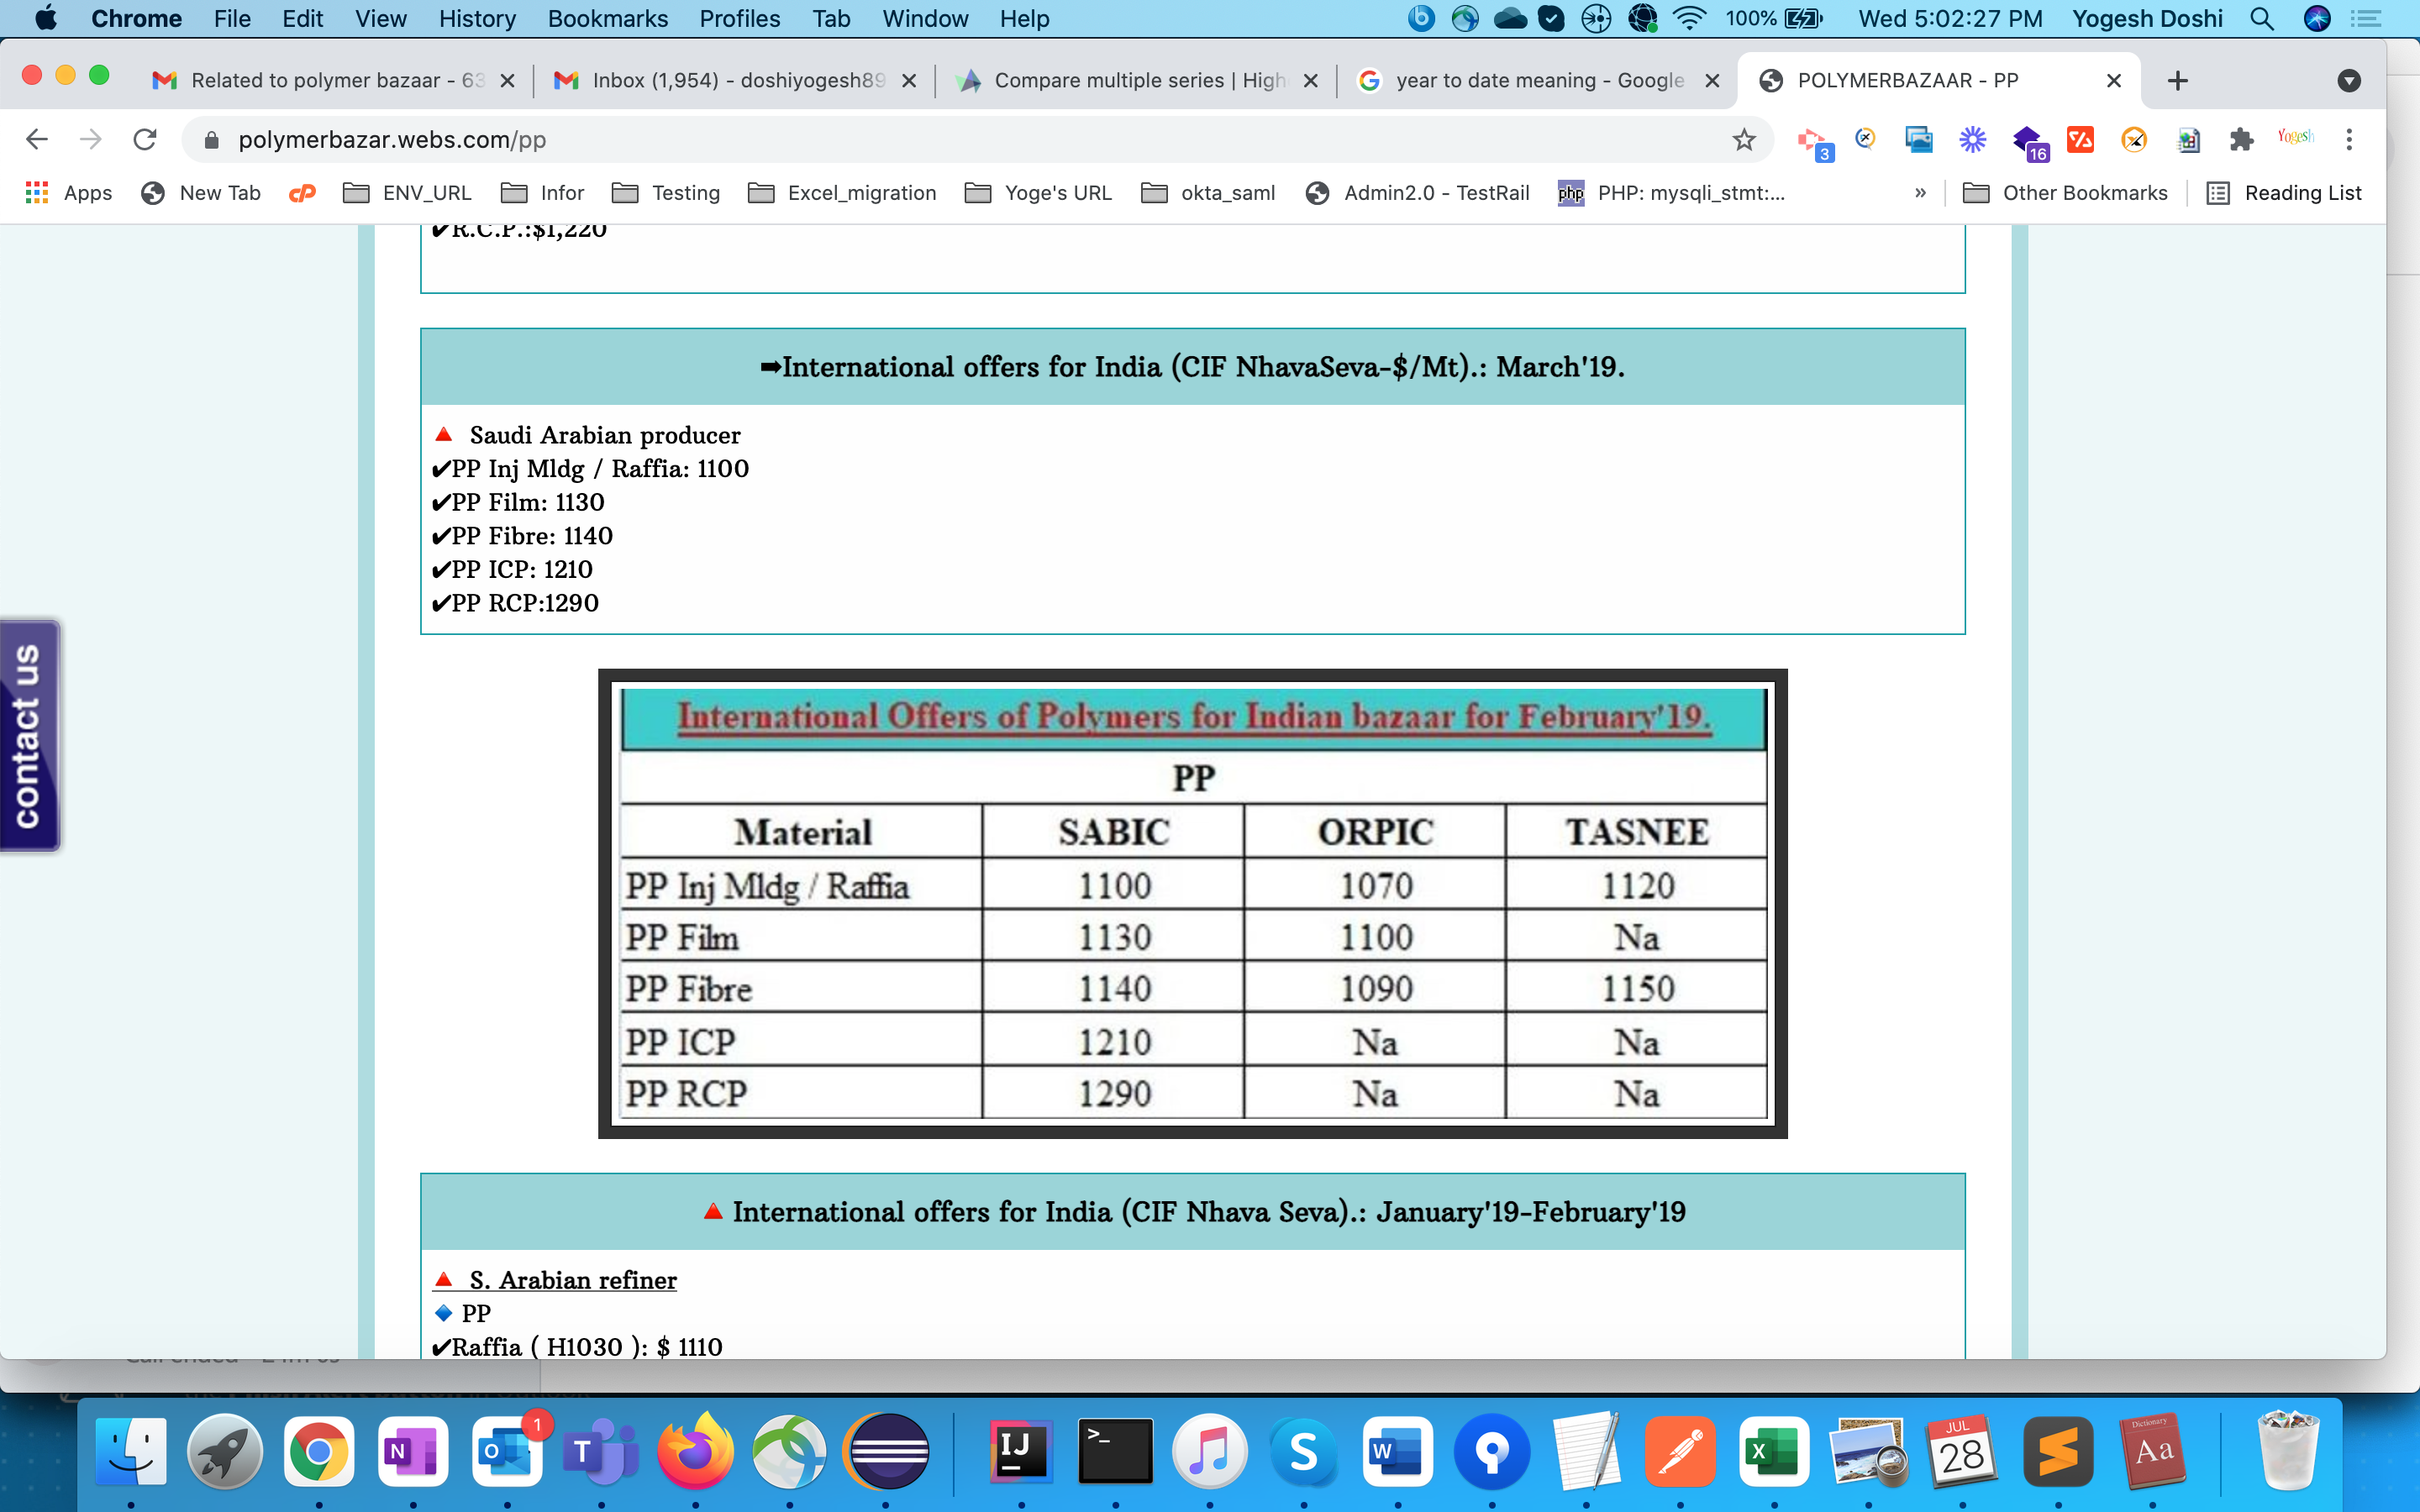 Chrome File Edit View History Bookmarks Profiles Tab Window Help 100% Wed 5:02:27 PM Yogesh Doshi
Related to polymer bazaar - 63 Inbox (1,954) - doshiyogesh89 Compare multiple series | High year to date meaning - Google POLYMERBAZAAR - PP
polymerbazar.webs.com/pp 3 16 Yogesh
Apps New Tab cP ENV_URL Infor Testing Excel_migration Yoge's URL okta_saml Admin2.0 - TestRail php PHP: mysqli_stmt:... » Other Bookmarks Reading List
✔R.C.P.:$1,220
➡International offers for India (CIF NhavaSeva-$/Mt).: March'19.
🔺 Saudi Arabian producer
✔PP Inj Mldg / Raffia: 1100
✔PP Film: 1130
✔PP Fibre: 1140
✔PP ICP: 1210
✔PP RCP:1290
contact us
International Offers of Polymers for Indian bazaar for February'19.
PP
Material SABIC ORPIC TASNEE
PP Inj Mldg / Raffia 1100 1070 1120
PP Film 1130 1100 Na
PP Fibre 1140 1090 1150
PP ICP 1210 Na Na
PP RCP 1290 Na Na
🔺 International offers for India (CIF Nhava Seva).: January'19-February'19
🔺 S. Arabian refiner
🔹 PP
✔Raffia ( H1030 ): $ 1110
N O 1 T IJ >_ S W X JUL 28 Dictionary Aa